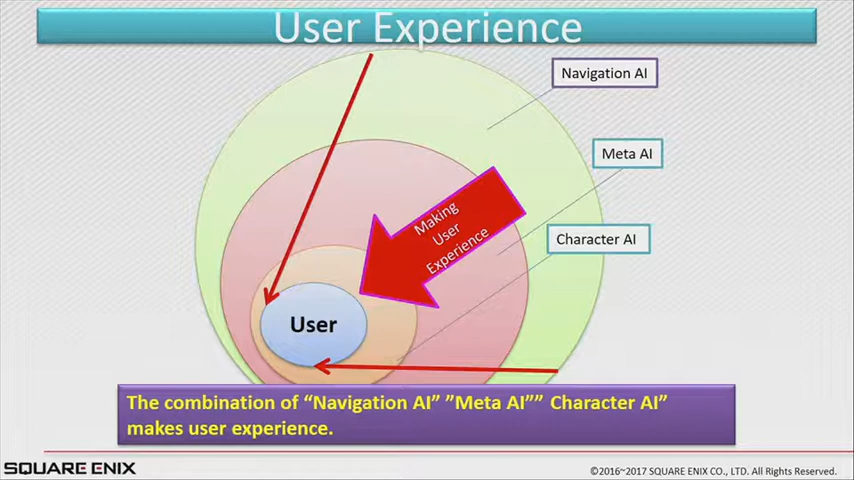 User Experience
Navigation AI
Meta AI
Character AI
Making
User
Experience
User
The combination of “Navigation AI” ”Meta AI”” Character AI”
makes user experience.
SQUARE ENIX
©2016~2017 SQUARE ENIX CO., LTD. All Rights Reserved.